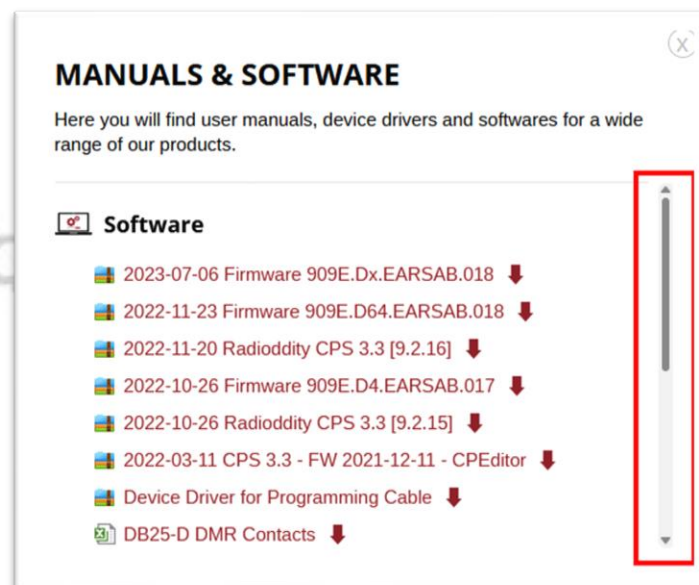 MANUALS & SOFTWARE
Here you will find user manuals, device drivers and softwares for a wide
range of our products.
Software
2023-07-06 Firmware 909E.Dx.EARSAB.018
2022-11-23 Firmware 909E.D64.EARSAB.018
2022-11-20 Radioddity CPS 3.3 [9.2.16]
2022-10-26 Firmware 909E.D4.EARSAB.017
2022-10-26 Radioddity CPS 3.3 [9.2.15]
2022-03-11 CPS 3.3 - FW 2021-12-11 - CPEditor
Device Driver for Programming Cable
DB25-D DMR Contacts